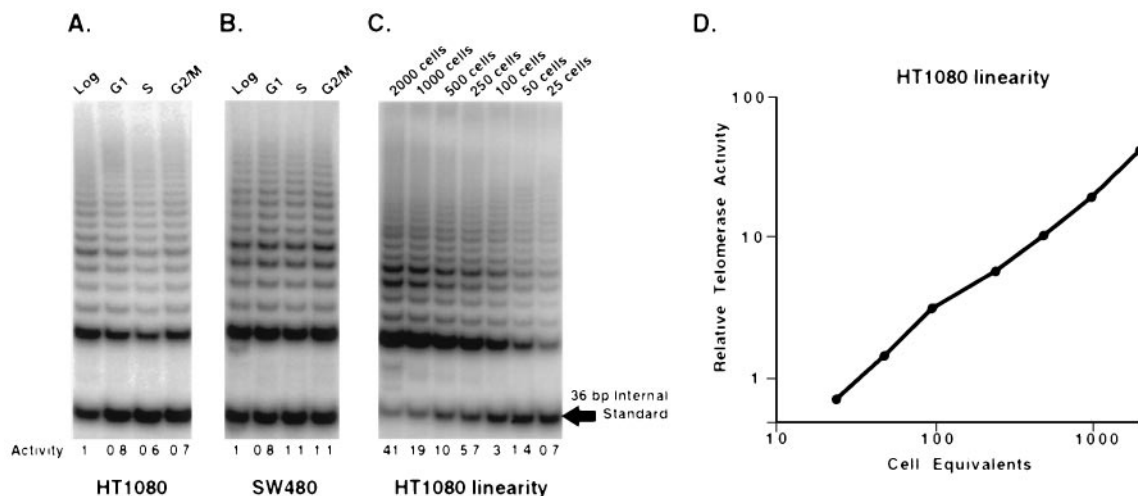 A.
Log G1 S G2/M
Activity 1 0 8 0 6 0 7
HT1080
B.
Log G1 S G2/M
1 0 8 1 1 1 1
SW480
C.
2000 cells 1000 cells 500 cells 250 cells 100 cells 50 cells 25 cells
36 bp Internal
Standard
41 19 10 5 7 3 1 4 0 7
HT1080 linearity
D.
HT1080 linearity
Relative Telomerase Activity
100
10
1
10 100 1000
Cell Equivalents